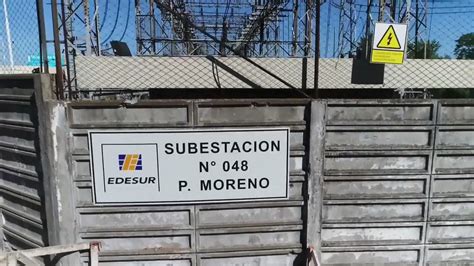 SUBESTACION
N° 048
P. MORENO
EDESUR